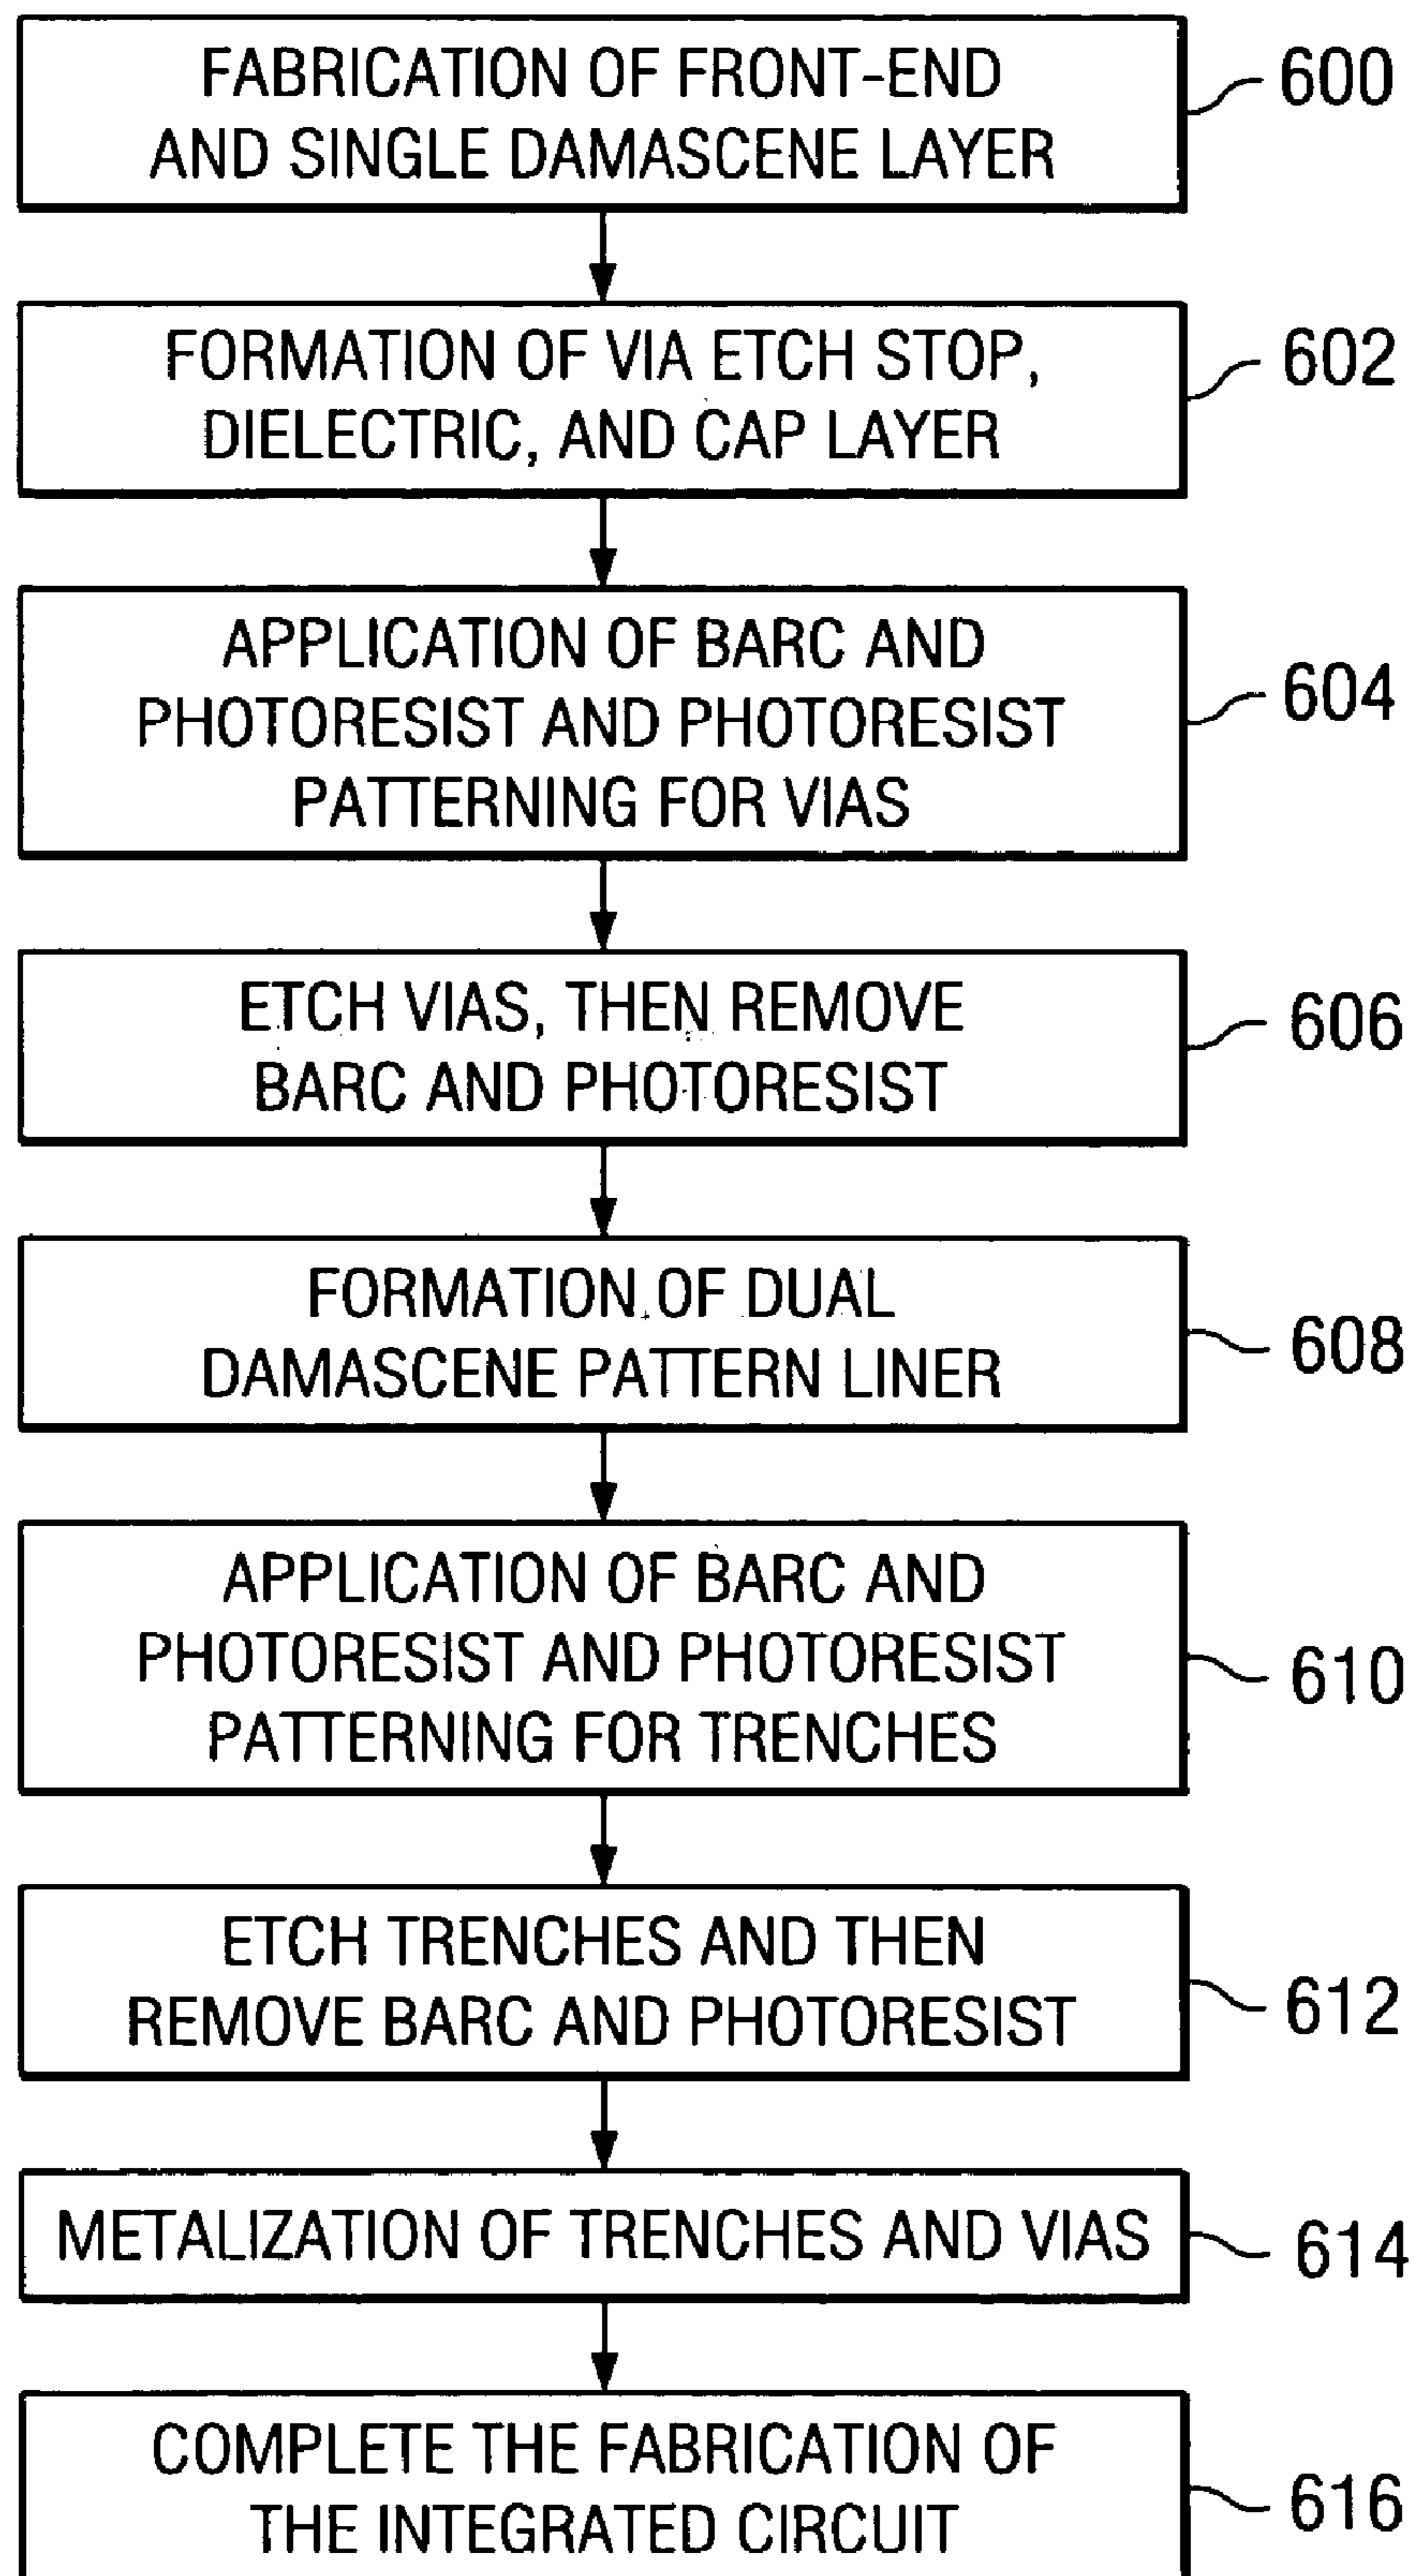 FABRICATION OF FRONT-END
AND SINGLE DAMASCENE LAYER
600
FORMATION OF VIA ETCH STOP,
DIELECTRIC, AND CAP LAYER
602
APPLICATION OF BARC AND
PHOTORESIST AND PHOTORESIST
PATTERNING FOR VIAS
604
ETCH VIAS, THEN REMOVE
BARC AND PHOTORESIST
606
FORMATION OF DUAL
DAMASCENE PATTERN LINER
608
APPLICATION OF BARC AND
PHOTORESIST AND PHOTORESIST
PATTERNING FOR TRENCHES
610
ETCH TRENCHES AND THEN
REMOVE BARC AND PHOTORESIST
612
METALIZATION OF TRENCHES AND VIAS
614
COMPLETE THE FABRICATION OF
THE INTEGRATED CIRCUIT
616